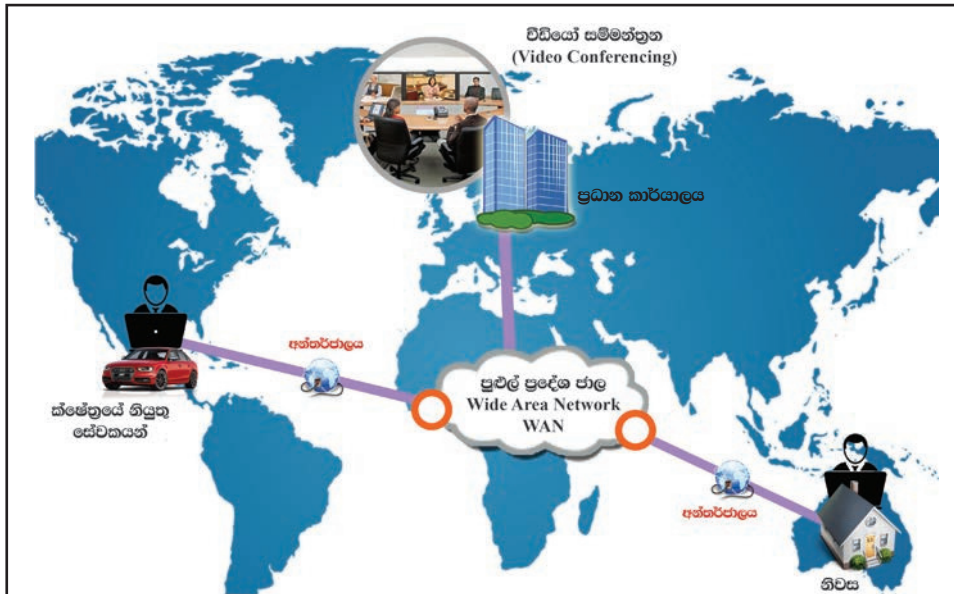 වීඩියෝ සම්මන්ත්‍රන
(Video Conferencing)
ප්‍රධාන කාර්යාලය
අන්තර්ජාලය
පුළුල් ප්‍රදේශ ජාල
Wide Area Network
WAN
ක්ෂේත්‍රයේ නියුතු
සේවකයන්
අන්තර්ජාලය
නිවස